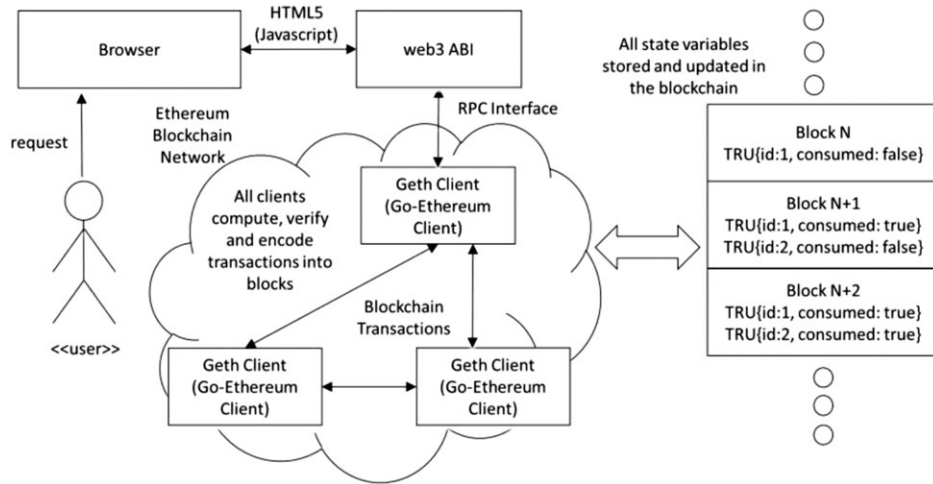 HTML5
(Javascript)
Browser
web3 ABI
All state variables
stored and updated in
the blockchain
request
Ethereum
Blockchain
Network
RPC Interface
Block N
TRU{id:1, consumed: false}
Geth Client
(Go-Ethereum
Client)
All clients
compute, verify
and encode
transactions into
blocks
Block N+1
TRU{id:1, consumed: true}
TRU{id:2, consumed: false}
Block N+2
TRU{id:1, consumed: true}
TRU{id:2, consumed: true}
Blockchain
Transactions
<<user>>
Geth Client
(Go-Ethereum
Client)
Geth Client
(Go-Ethereum
Client)